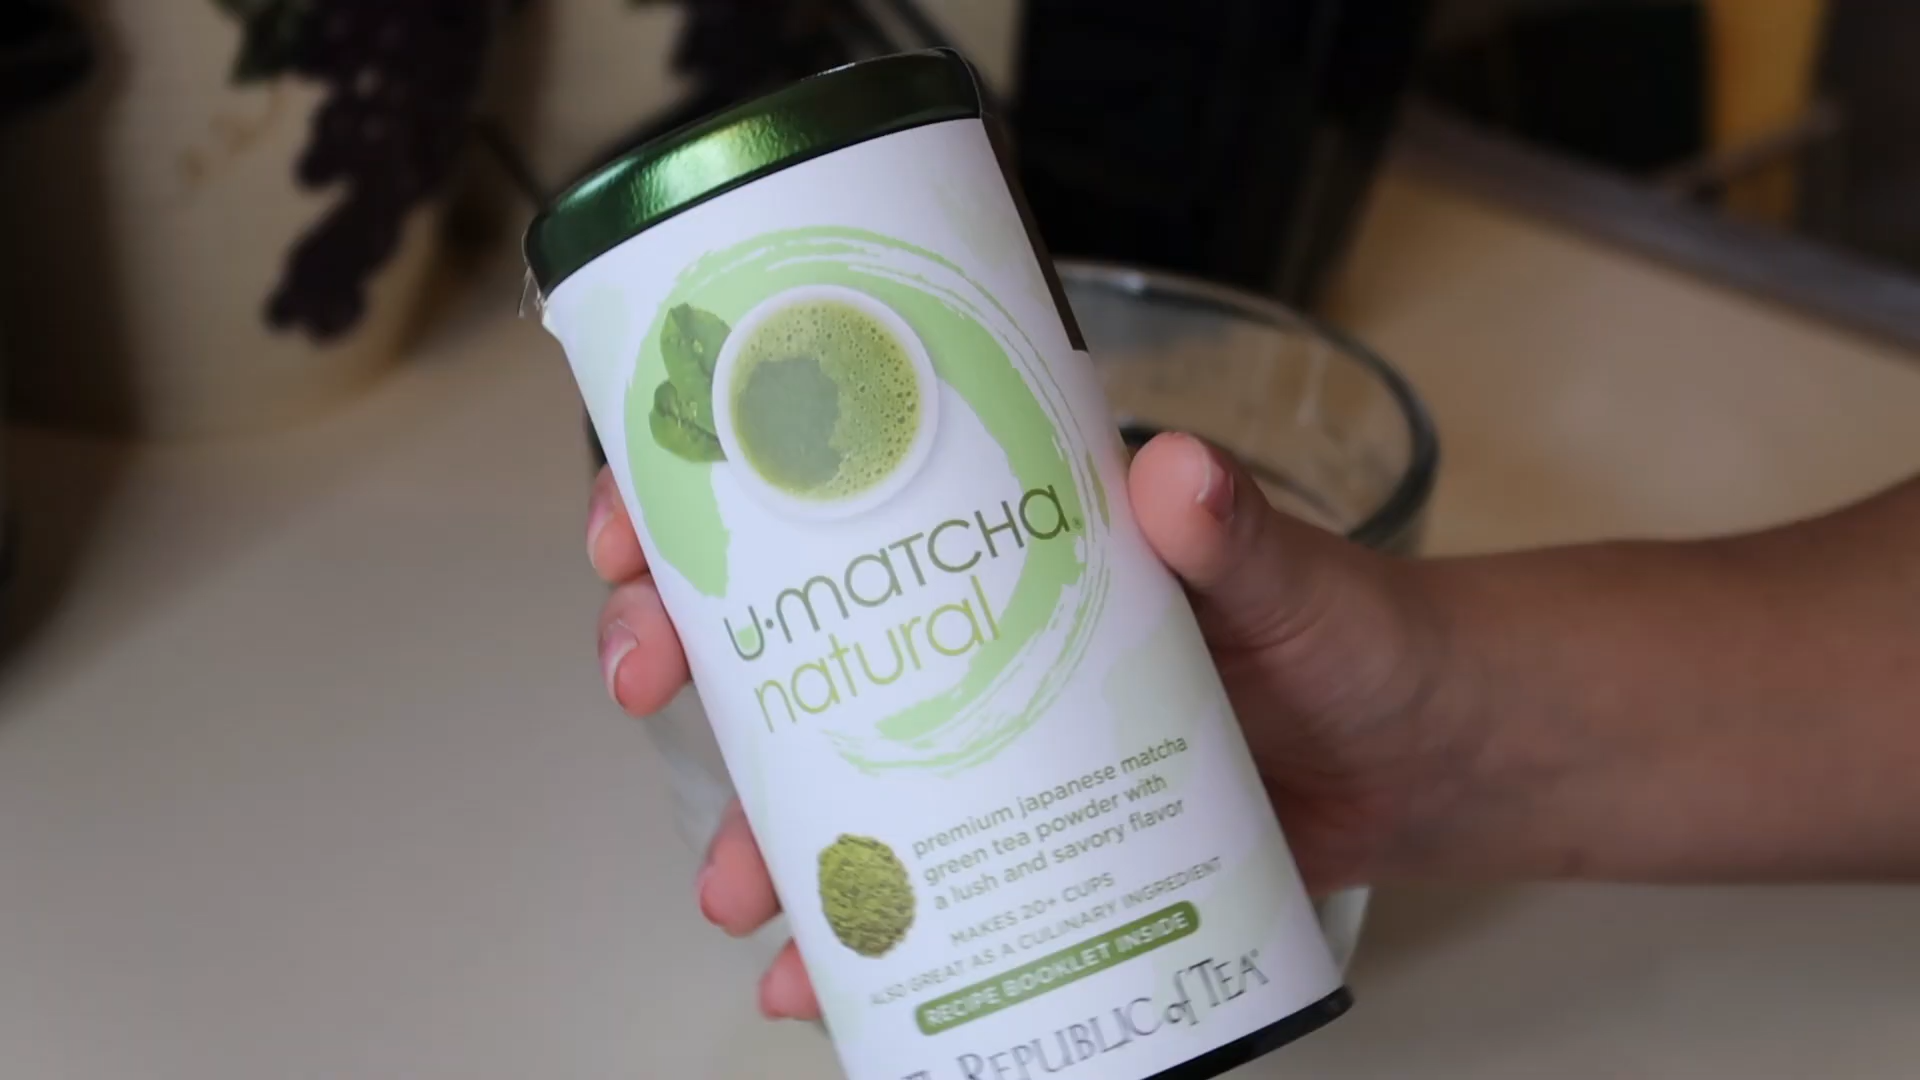 u·matcha®
natural
premium japanese matcha
green tea powder with
a lush and savory flavor
MAKES 20+ CUPS
ALSO GREAT AS A CULINARY INGREDIENT
RECIPE BOOKLET INSIDE
REPUBLIC of TEA®